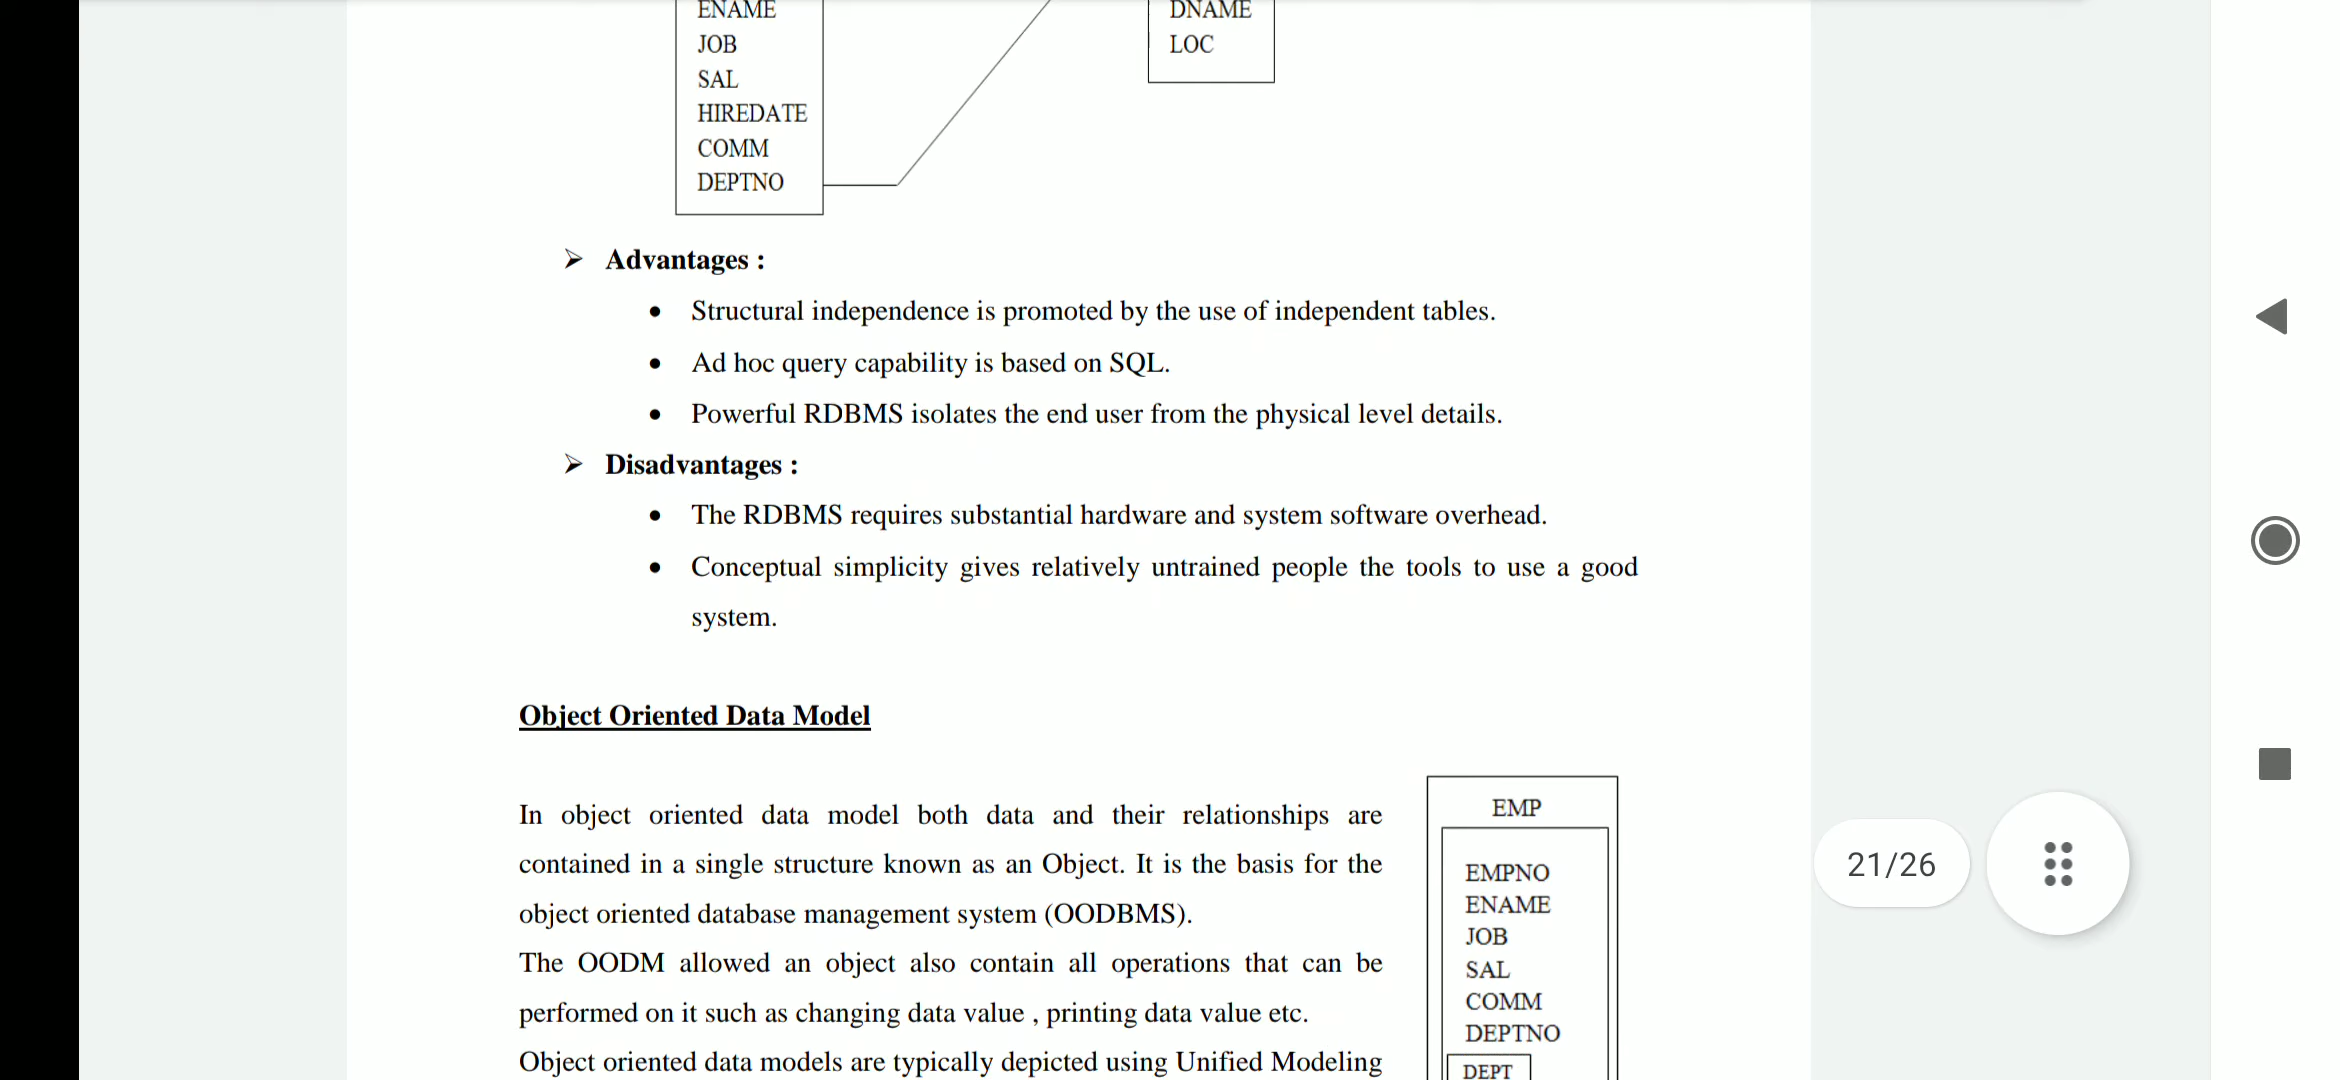 ENAME
JOB
SAL
HIREDATE
COMM
DEPTNO
DNAME
LOC
➢ Advantages :
• Structural independence is promoted by the use of independent tables.
• Ad hoc query capability is based on SQL.
• Powerful RDBMS isolates the end user from the physical level details.
➢ Disadvantages :
• The RDBMS requires substantial hardware and system software overhead.
• Conceptual simplicity gives relatively untrained people the tools to use a good
system.
Object Oriented Data Model
In object oriented data model both data and their relationships are
contained in a single structure known as an Object. It is the basis for the
object oriented database management system (OODBMS).
The OODM allowed an object also contain all operations that can be
performed on it such as changing data value , printing data value etc.
Object oriented data models are typically depicted using Unified Modeling
EMP
EMPNO
ENAME
JOB
SAL
COMM
DEPTNO
DEPT
21/26